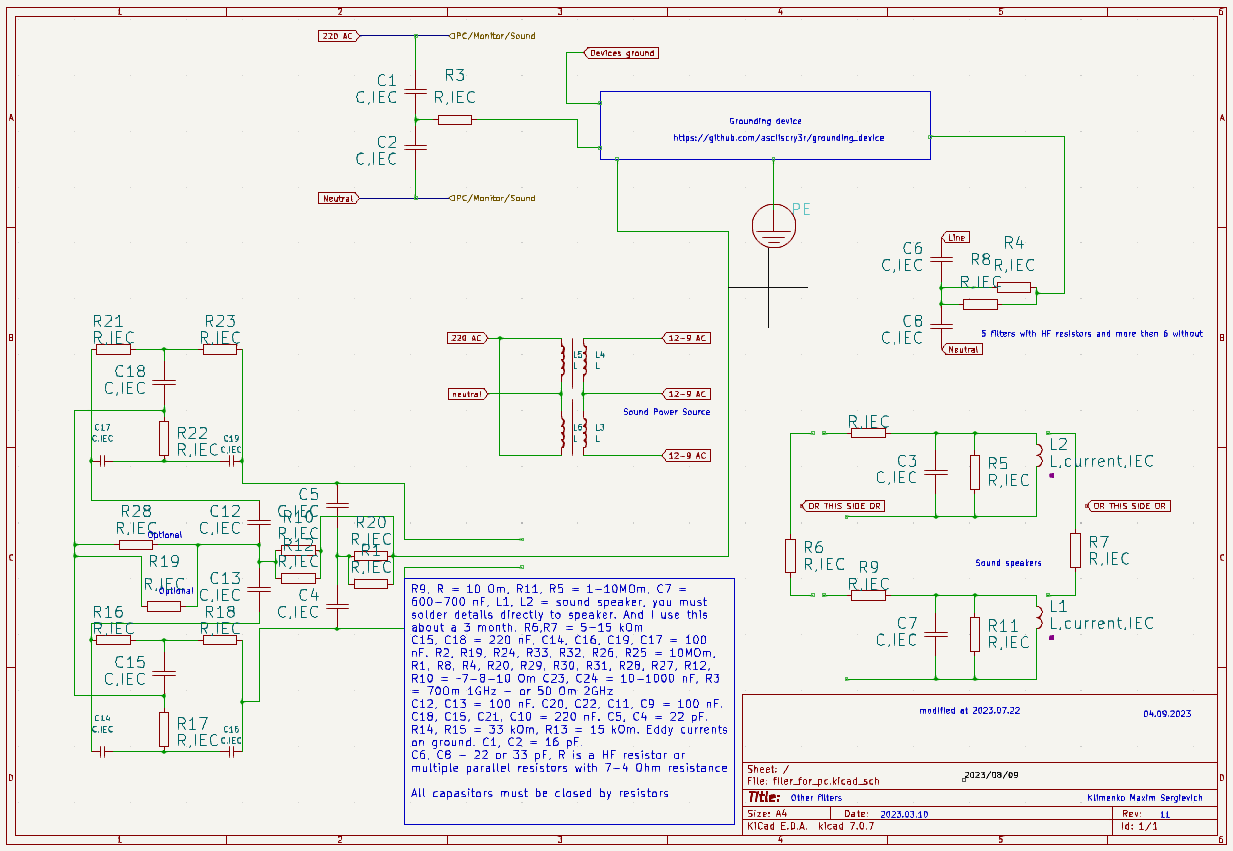 1 2 3 4 5 6
220 AC
PC/Monitor/Sound
Devices ground
C1
C,IEC
R3
R,IEC
A
A
Grounding device
https://github.com/asciiscry3r/grounding_device
C2
C,IEC
Neutral
PC/Monitor/Sound
PE
Line
C6
C,IEC
R4
R,IEC
R8
R,IEC
C8
C,IEC
Neutral
5 filters with HF resistors and more then 6 without
B
B
R21
R,IEC
R23
R,IEC
C18
C,IEC
220 AC
12-9 AC
L5
L
L4
L
neutral
12-9 AC
Sound Power Source
L6
L
L3
L
12-9 AC
C17
C,IEC
R22
R,IEC
C19
C,IEC
R,IEC
C3
C,IEC
R5
R,IEC
L2
L,current,IEC
OR THIS SIDE OR
OR THIS SIDE OR
C5
C,IEC
R28
R,IEC
Optional
C12
C,IEC
R10
R,IEC
R12
R,IEC
R20
R,IEC
R1
R,IEC
C
C
R19
R,IEC
Optional
C13
C,IEC
C4
C,IEC
R6
R,IEC
R9
R,IEC
Sound speakers
R7
R,IEC
R16
R,IEC
R18
R,IEC
C15
C,IEC
C7
C,IEC
R11
R,IEC
L1
L,current,IEC
C14
C,IEC
R17
R,IEC
C16
C,IEC
R9, R = 10 Om, R11, R5 = 1-10MOm, C7 =
600-700 nF, L1, L2 = sound speaker, you must
solder details directly to speaker. And I use this
about a 3 month. R6,R7 = 5-15 kOm
C15, C18 = 220 nF, C14, C16, C19, C17 = 100
nF. R2, R19, R24, R33, R32, R26, R25 = 10MOm,
R1, R8, R4, R20, R29, R30, R31, R28, R27, R12,
R10 = -7-8-10 Om C23, C24 = 10-1000 nF, R3
= 70Om 1GHz - or 50 Om 2GHz
C12, C13 = 100 nF. C20, C22, C11, C9 = 100 nF.
C18, C15, C21, C10 = 220 nF. C5, C4 = 22 pF.
R14, R15 = 33 kOm, R13 = 15 kOm. Eddy currents
on ground. C1, C2 = 16 pF.
C6, C8 - 22 or 33 pF, R is a HF resistor or
multiple parallel resistors with 7-4 Ohm resistance
All capasitors must be closed by resistors
modified at 2023.07.22
04.09.2023
D
D
Sheet: /
File: filer_for_pc.kicad_sch
2023/08/09
Title: Other filters
Klimenko Maxim Sergievich
Size: A4
Date: 2023.03.10
Rev: 11
KiCad E.D.A. kicad 7.0.7
Id: 1/1
1 2 3 4 5 6